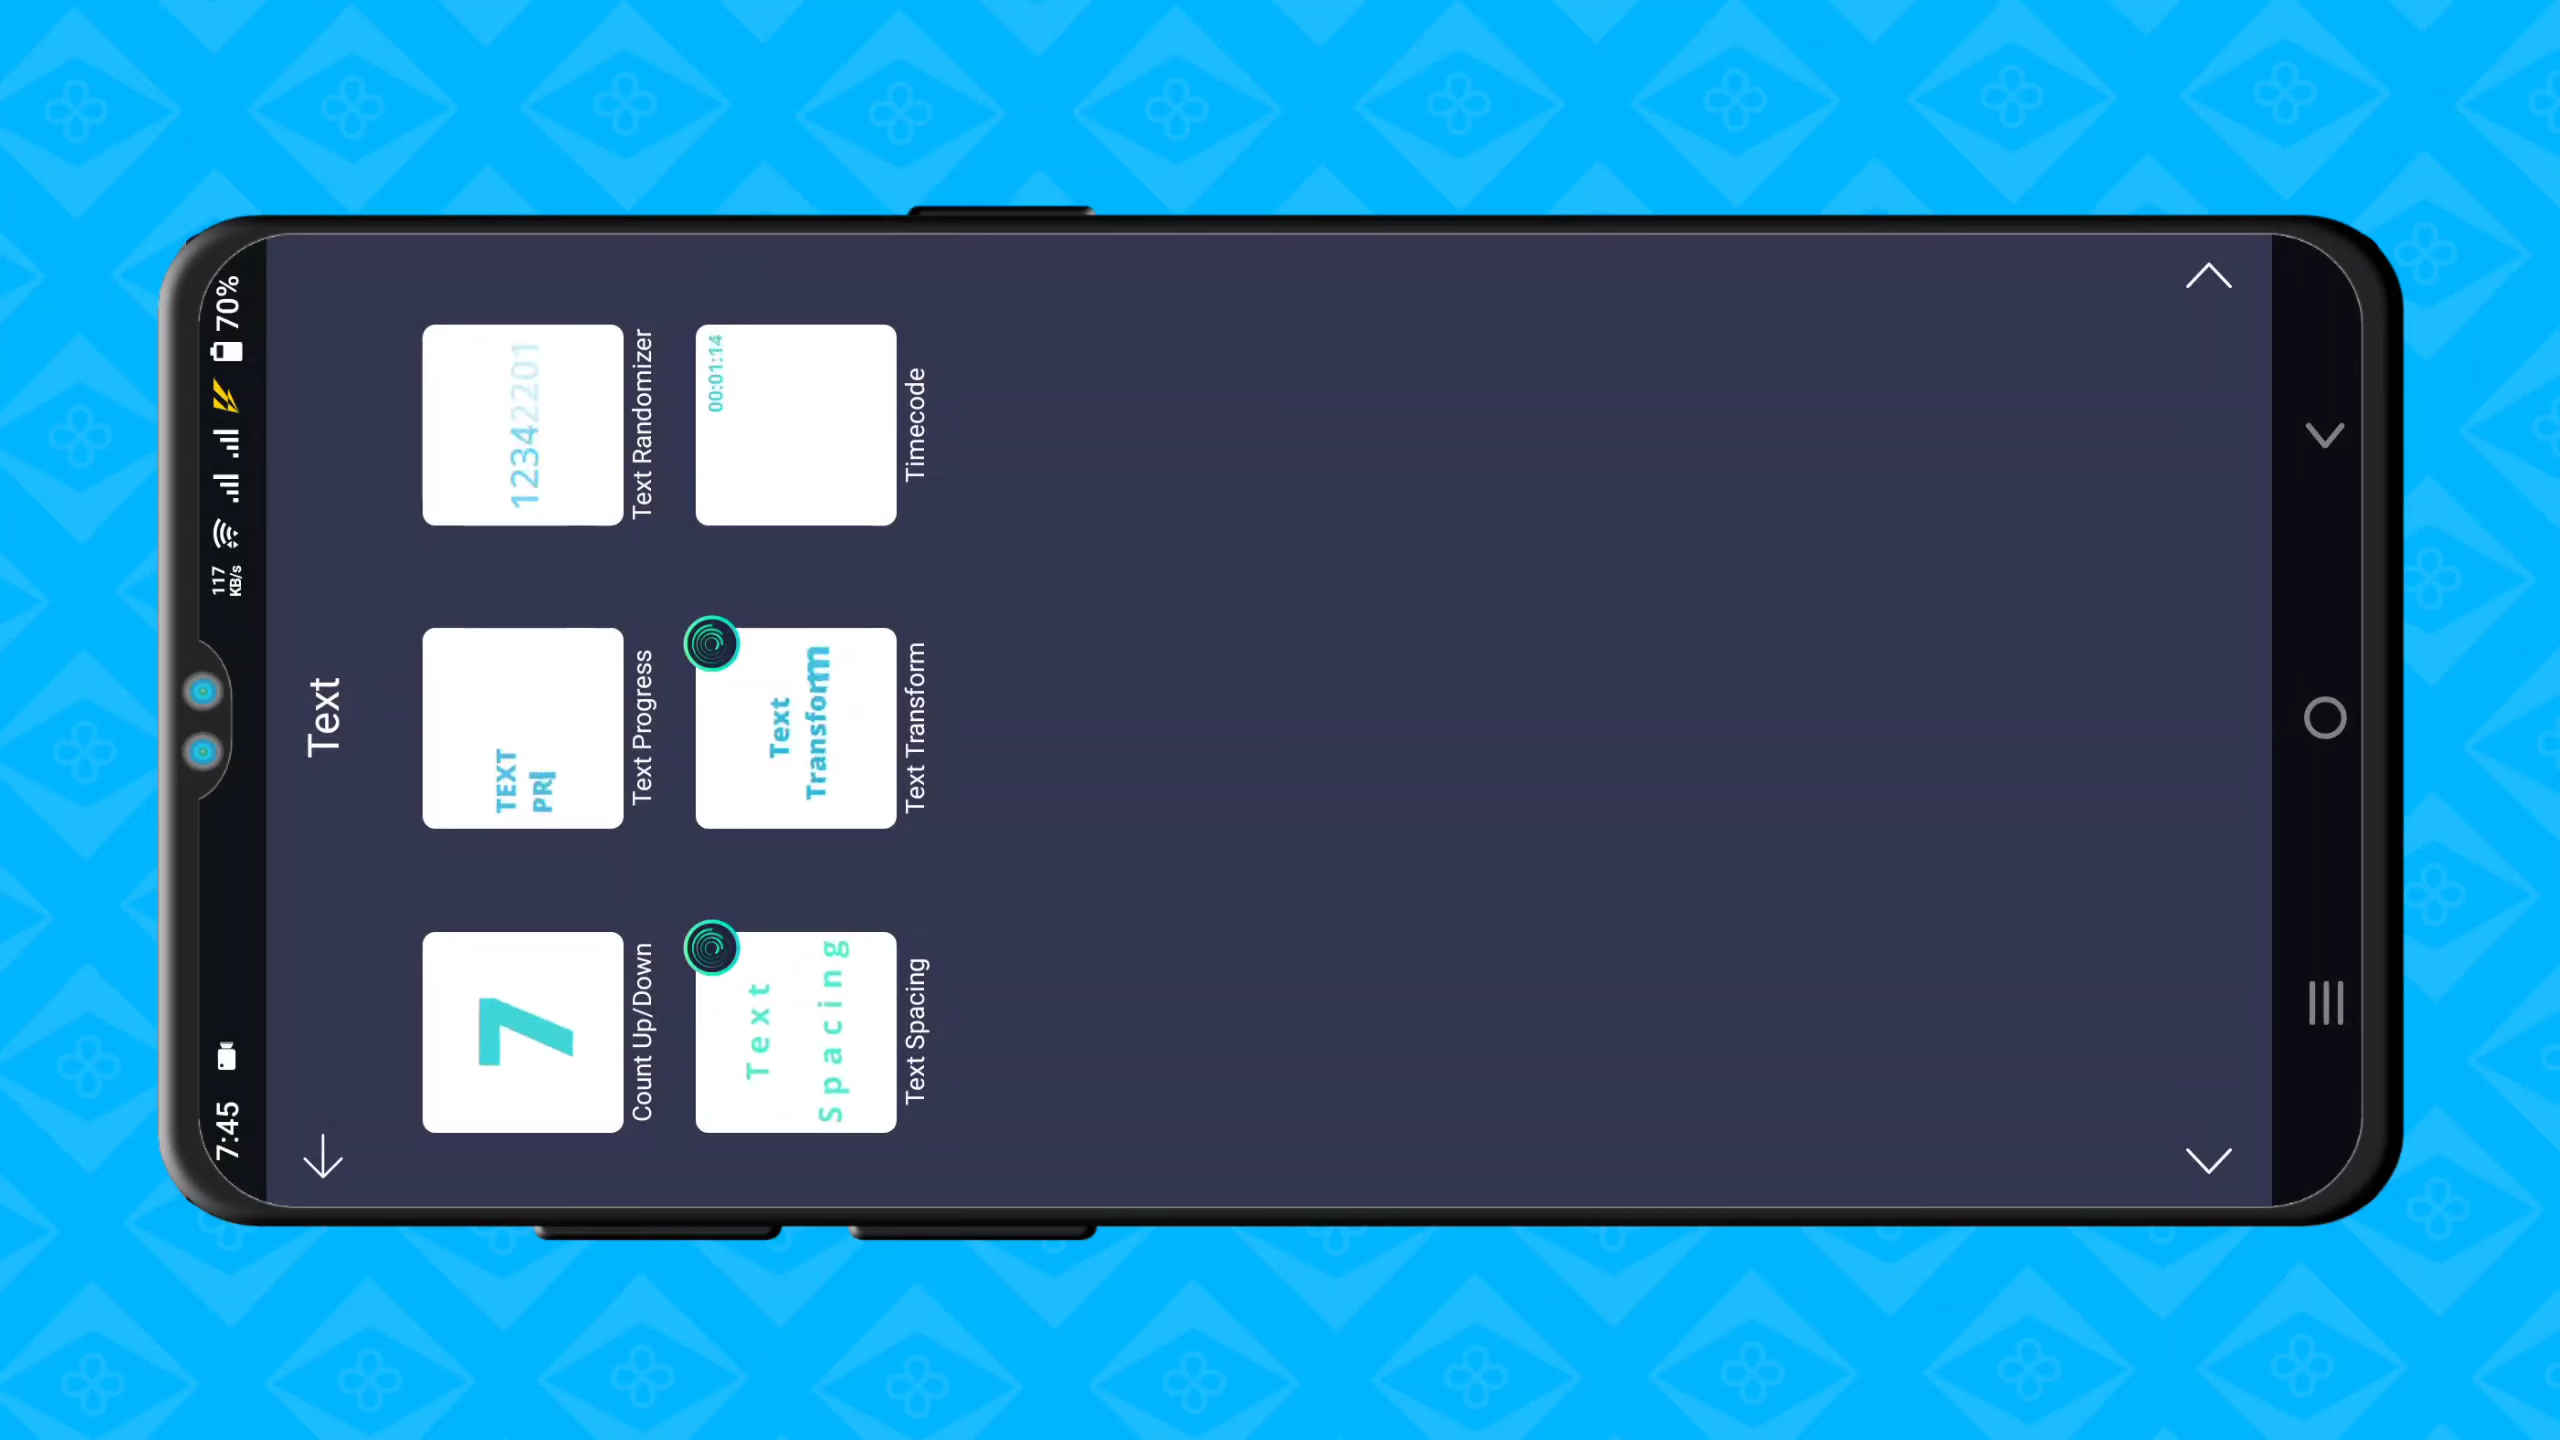 7:45
117
KB/s
70%
Text
7
TEXT
PR
12342201
Count Up/Down
Text Progress
Text Randomizer
Text
Spacing
Text
Transform
00:01:14
Text Spacing
Text Transform
Timecode